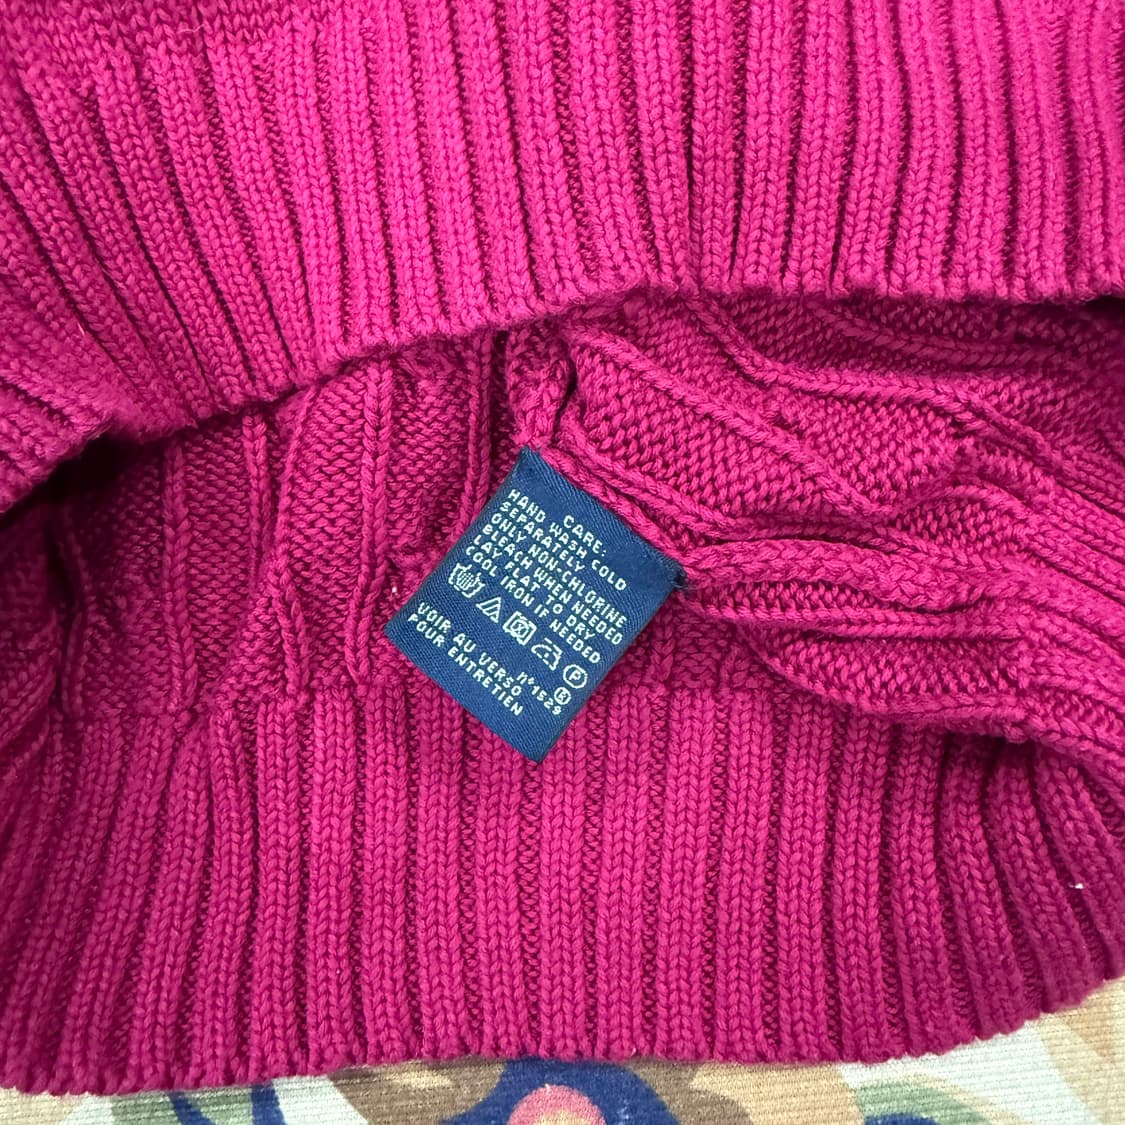 CARE:
HAND WASH COLD
SEPARATELY
ONLY NON-CHLORINE
BLEACH WHEN NEEDED
LAY FLAT TO DRY
COOL IRON IF NEEDED
P
R
n° 1529
VOIR AU VERSO
POUR ENTRETIEN